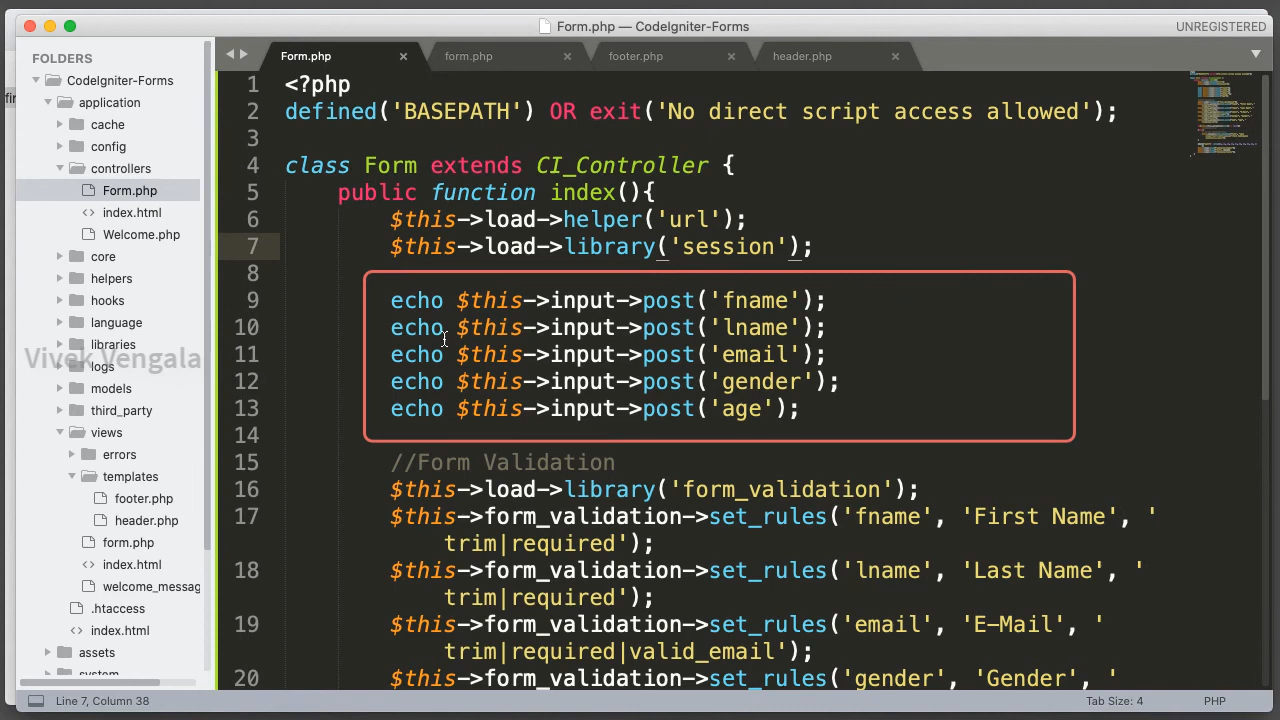 Form.php — CodeIgniter-Forms
UNREGISTERED
FOLDERS
CodeIgniter-Forms
application
cache
config
controllers
Form.php
index.html
Welcome.php
core
helpers
hooks
language
libraries
logs
models
third_party
views
errors
templates
footer.php
header.php
form.php
index.html
welcome_messag
.htaccess
index.html
assets
system
Vivek Vengala
Form.php
form.php
footer.php
header.php
1 <?php
2 defined('BASEPATH') OR exit('No direct script access allowed');
3
4 class Form extends CI_Controller {
5 public function index(){
6 $this->load->helper('url');
7 $this->load->library('session');
8
9 echo $this->input->post('fname');
10 echo $this->input->post('lname');
11 echo $this->input->post('email');
12 echo $this->input->post('gender');
13 echo $this->input->post('age');
14
15 //Form Validation
16 $this->load->library('form_validation');
17 $this->form_validation->set_rules('fname', 'First Name', '
trim|required');
18 $this->form_validation->set_rules('lname', 'Last Name', '
trim|required');
19 $this->form_validation->set_rules('email', 'E-Mail', '
trim|required|valid_email');
20 $this->form_validation->set_rules('gender', 'Gender', '
Line 7, Column 38
Tab Size: 4
PHP